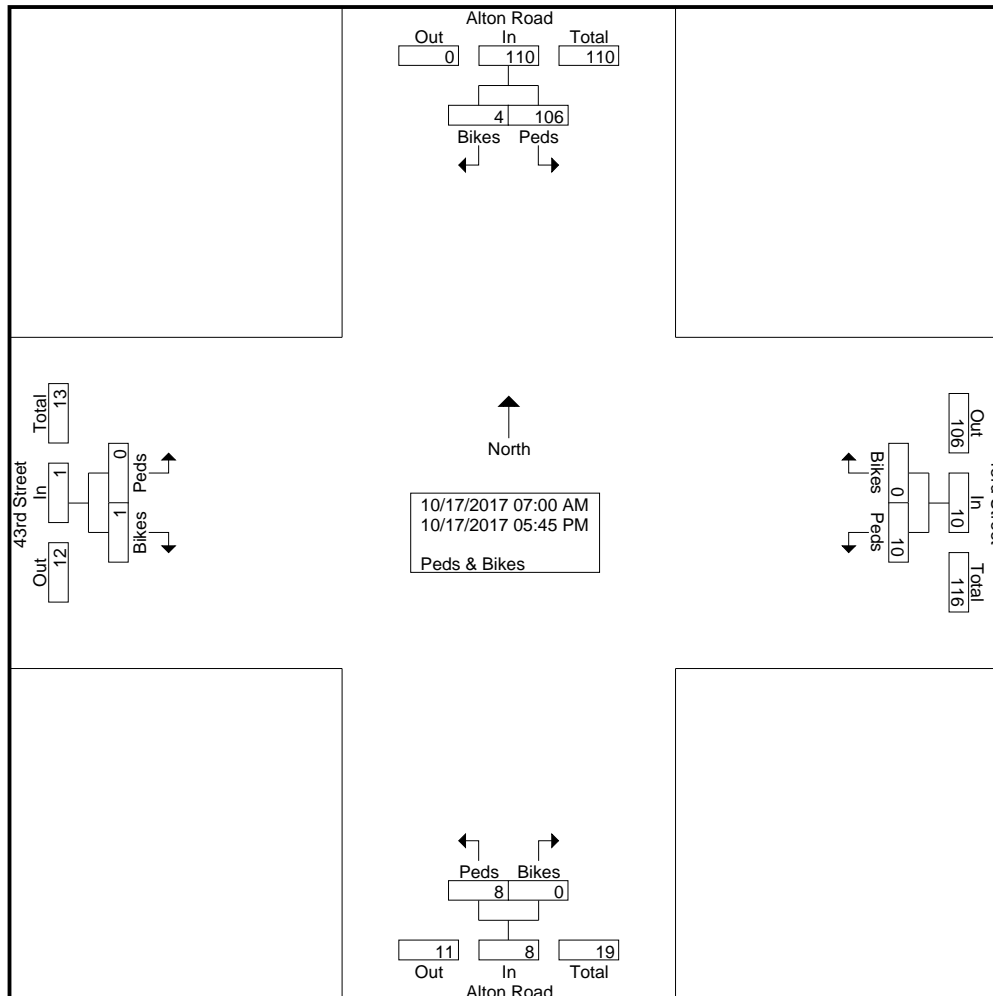 Alton Road
Out In Total
0 110 110
4 106
Bikes Peds
43rd Street
Total In Out
13 1 12
Peds Bikes
0 1
North
10/17/2017 07:00 AM
10/17/2017 05:45 PM
Peds & Bikes
Bikes Peds
0 10
Out In Total
106 10 116
Peds Bikes
8 0
11 8 19
Out In Total
Alton Road